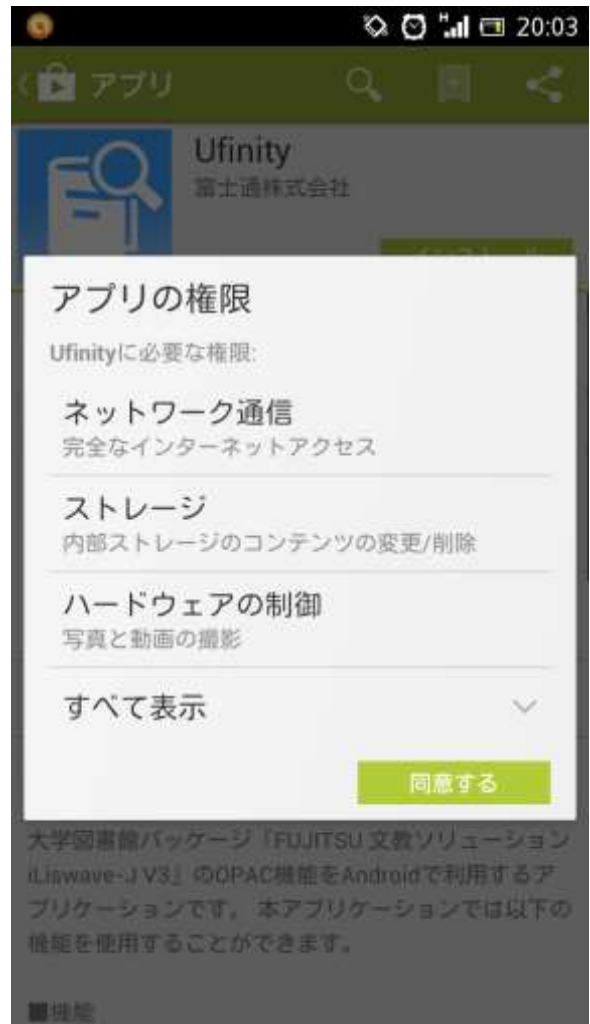 20:03
アプリ
Ufinity
富士通株式会社
アプリの権限
Ufinityに必要な権限:
ネットワーク通信
完全なインターネットアクセス
ストレージ
内部ストレージのコンテンツの変更/削除
ハードウェアの制御
写真と動画の撮影
すべて表示
同意する
大学図書館パッケージ「FUJITSU 文教ソリューション
iLiswave-J V3」のOPAC機能をAndroidで利用するア
プリケーションです。 本アプリケーションでは以下の
機能を使用することができます。
■機能